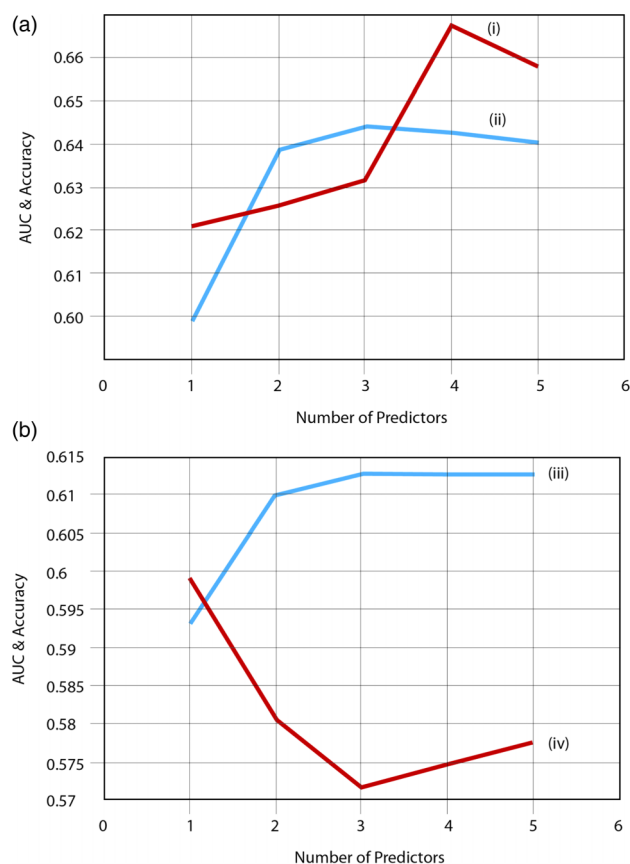 (a)
(i)
0.66
0.65
(ii)
0.64
0.63
0.62
0.61
0.60
AUC & Accuracy
0 1 2 3 4 5 6
Number of Predictors
(b)
0.615
(iii)
0.61
0.605
0.6
0.595
0.59
0.585
0.58
(iv)
0.575
0.57
AUC & Accuracy
0 1 2 3 4 5 6
Number of Predictors